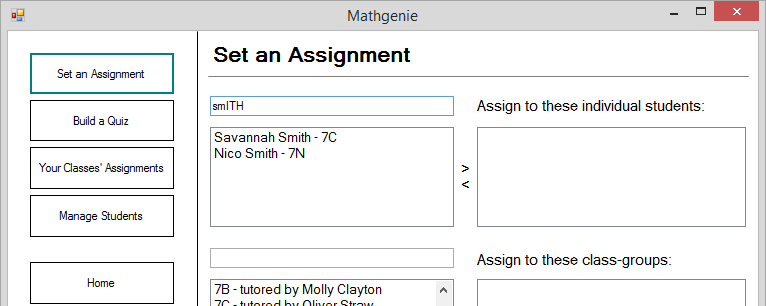 Mathgenie
Set an Assignment
Build a Quiz
Your Classes' Assignments
Manage Students
Home
Set an Assignment
smITH
Savannah Smith - 7C
Nico Smith - 7N
>
<
Assign to these individual students:
7B - tutored by Molly Clayton
7C - tutored by Oliver Straw
Assign to these class-groups: